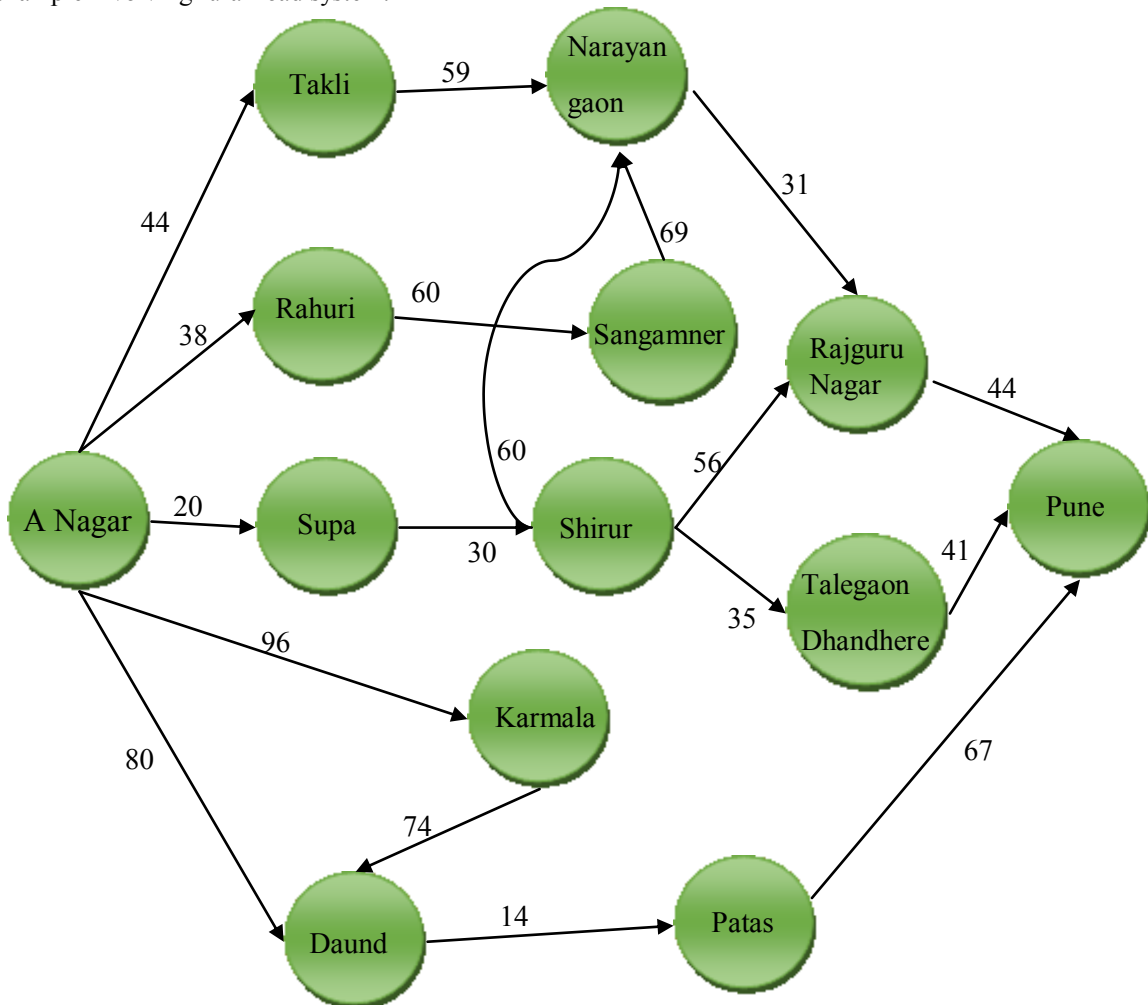 Takli
59
Narayan
gaon
44
31
69
Rahuri
60
Sangamner
38
Rajguru
Nagar
44
60
56
A Nagar
20
Supa
30
Shirur
Pune
41
Talegaon
Dhandhere
35
96
Karmala
80
67
74
Daund
14
Patas